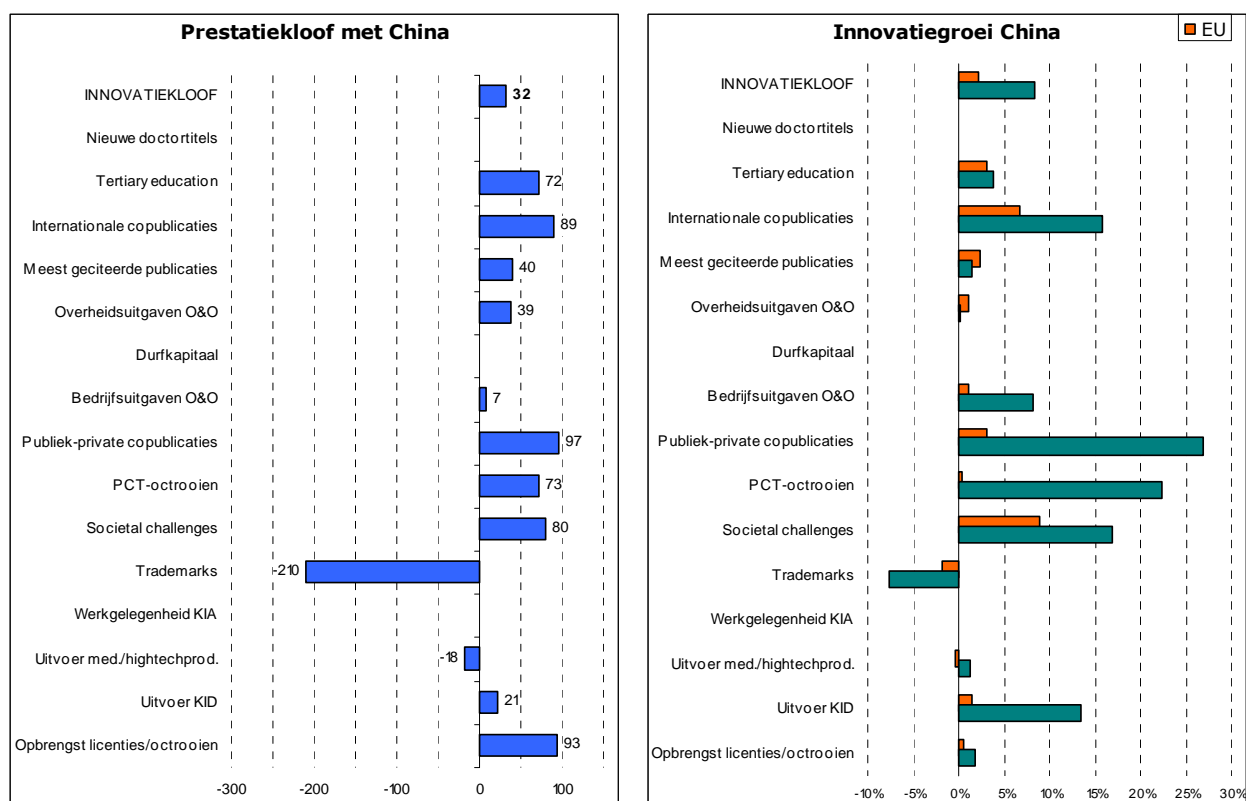 Prestatiekloof met China
INNOVATIEKLOOF
32
Nieuwe doctortitels
Tertiary education
72
Internationale copublicaties
89
Meest geciteerde publicaties
40
Overheidsuitgaven O&O
39
Durfkapitaal
Bedrijfsuitgaven O&O
7
Publiek-private copublicaties
97
PCT-octrooien
73
Societal challenges
80
Trademarks
-210
Werkgelegenheid KIA
Uitvoer med./hightechprod.
-18
Uitvoer KID
21
Opbrengst licenties/octrooien
93
-300 -200 -100 0 100
Innovatiegroei China
EU
INNOVATIEKLOOF
Nieuwe doctortitels
Tertiary education
Internationale copublicaties
Meest geciteerde publicaties
Overheidsuitgaven O&O
Durfkapitaal
Bedrijfsuitgaven O&O
Publiek-private copublicaties
PCT-octrooien
Societal challenges
Trademarks
Werkgelegenheid KIA
Uitvoer med./hightechprod.
Uitvoer KID
Opbrengst licenties/octrooien
-10% -5% 0% 5% 10% 15% 20% 25% 30%